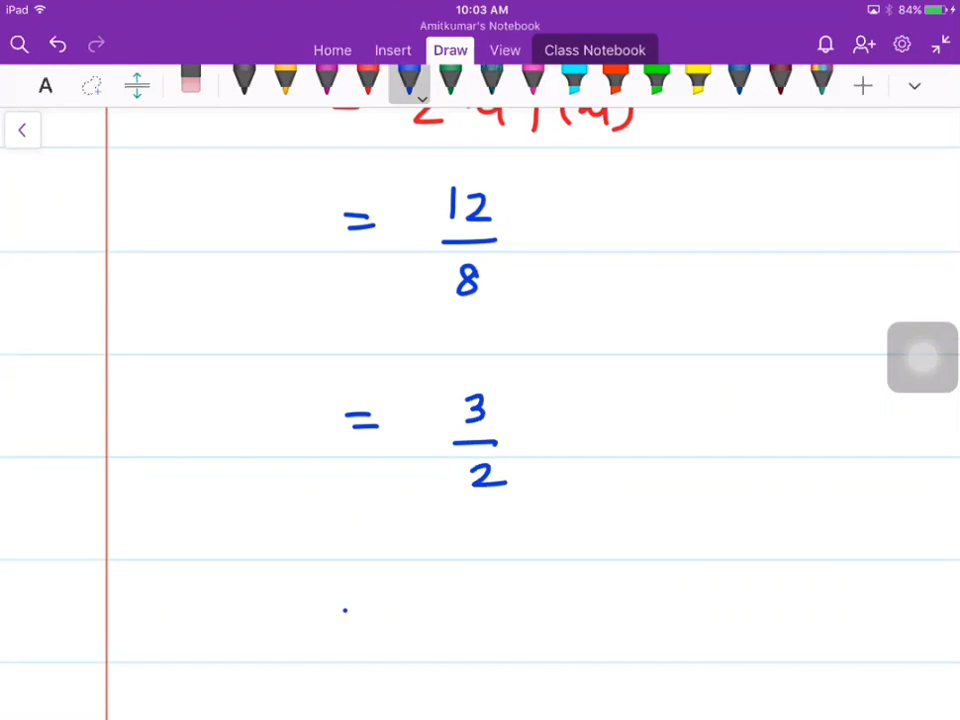 iPad 10:03 AM 84%
Amitkumar's Notebook
Home Insert Draw View Class Notebook
A
= 12
8
= 3
2